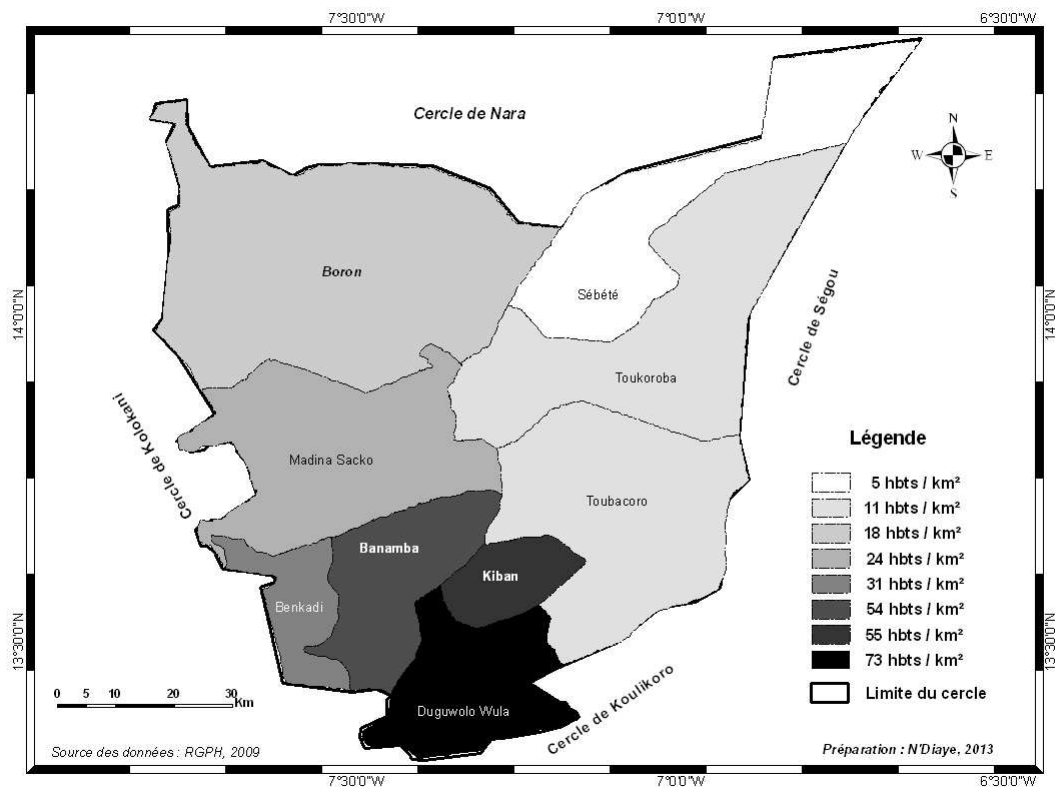 7°30'0"W 7°0'0"W 6°30'0"W
Cercle de Nara
N
W E
S
Boron
Sébété
14°0'0"N
14°0'0"N
Cercle de Ségou
Toukoroba
Cercle de Kolokani
Madina Sacko
Toubacoro
Légende
5 hbts / km²
11 hbts / km²
18 hbts / km²
24 hbts / km²
31 hbts / km²
54 hbts / km²
55 hbts / km²
73 hbts / km²
Limite du cercle
Banamba
Kiban
Benkadi
13°30'0"N
13°30'0"N
Duguwolo Wula
Cercle de Koulikoro
0 5 10 20 30
Km
Source des données : RGPH, 2009
Préparation : N'Diaye, 2013
7°30'0"W 7°0'0"W 6°30'0"W